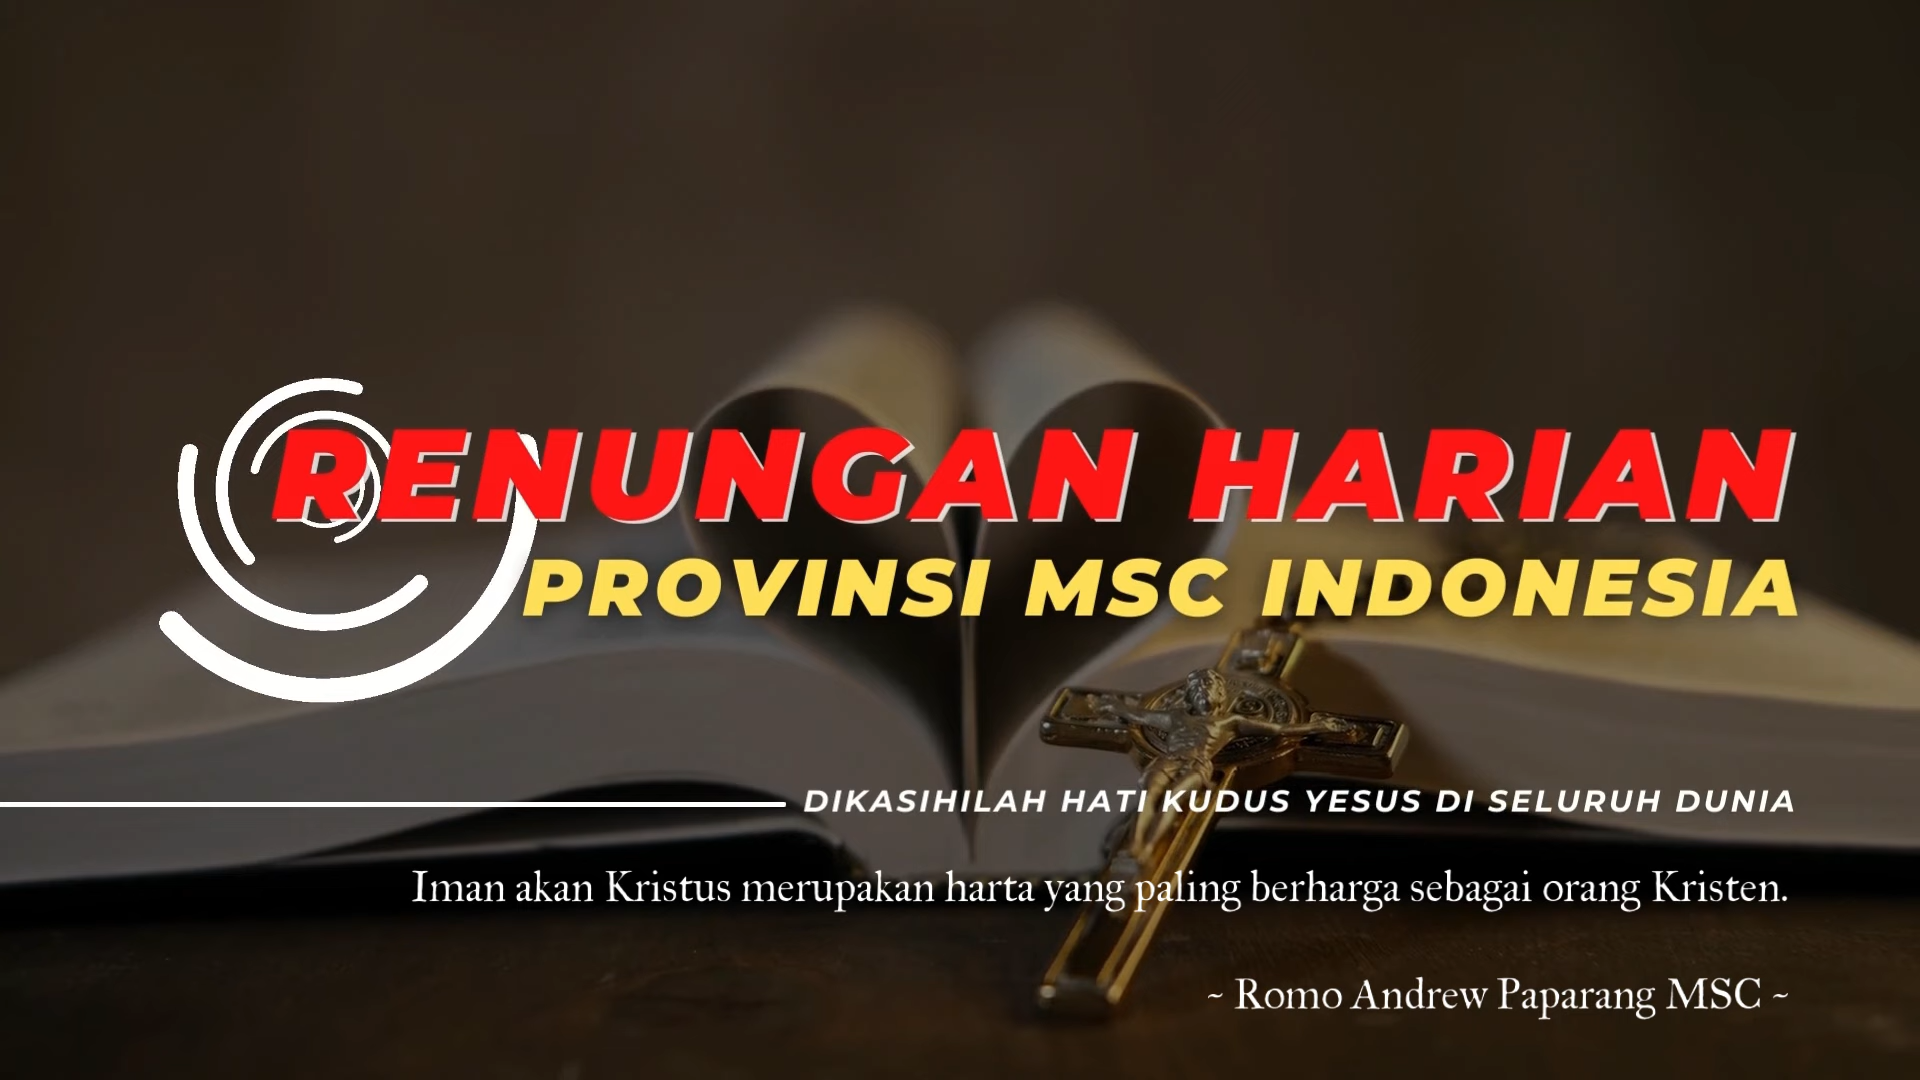 RENUNGAN HARIAN
PROVINSI MSC INDONESIA
DIKASIHILAH HATI KUDUS YESUS DI SELURUH DUNIA
Iman akan Kristus merupakan harta yang paling berharga sebagai orang Kristen.
~ Romo Andrew Paparang MSC ~